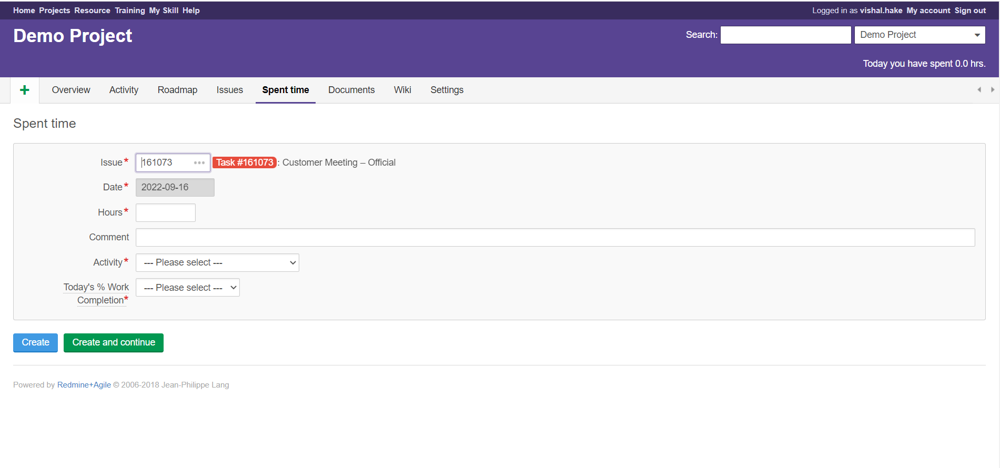 Home Projects Resource Training My Skill Help
Logged in as vishal.hake My account Sign out
Demo Project
Search:
Demo Project
Today you have spent 0.0 hrs.
+ Overview Activity Roadmap Issues Spent time Documents Wiki Settings
Spent time
Issue* 161073 Task #161073: Customer Meeting – Official
Date* 2022-09-16
Hours*
Comment
Activity* --- Please select ---
Today's % Work --- Please select ---
Completion*
Create Create and continue
Powered by Redmine+Agile © 2006-2018 Jean-Philippe Lang